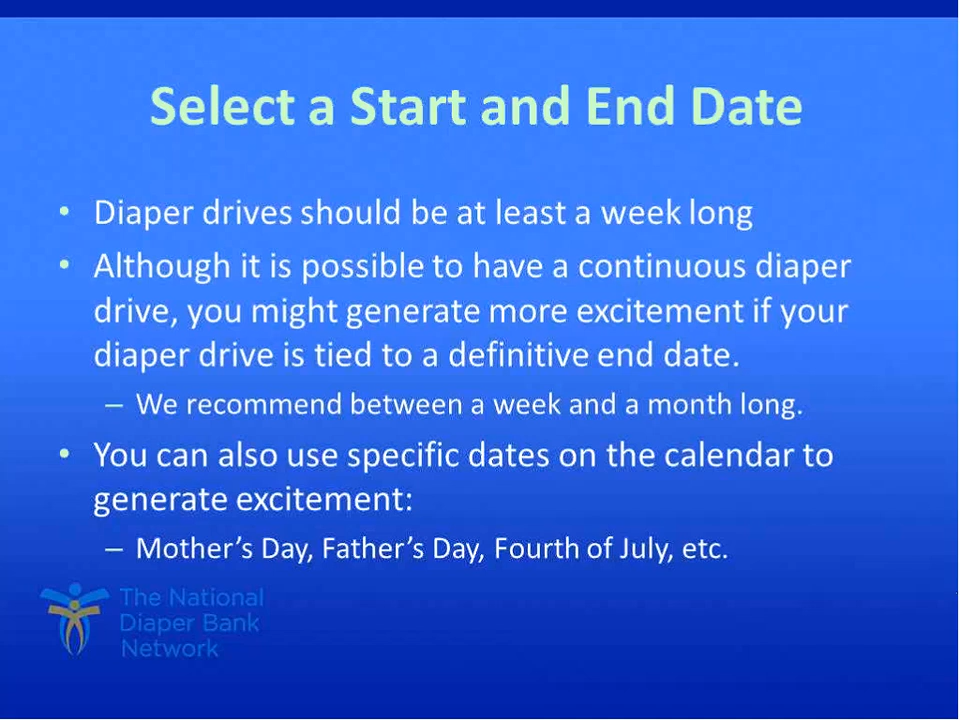 Select a Start and End Date
• Diaper drives should be at least a week long
• Although it is possible to have a continuous diaper
drive, you might generate more excitement if your
diaper drive is tied to a definitive end date.
– We recommend between a week and a month long.
• You can also use specific dates on the calendar to
generate excitement:
– Mother’s Day, Father’s Day, Fourth of July, etc.
The National
Diaper Bank
Network